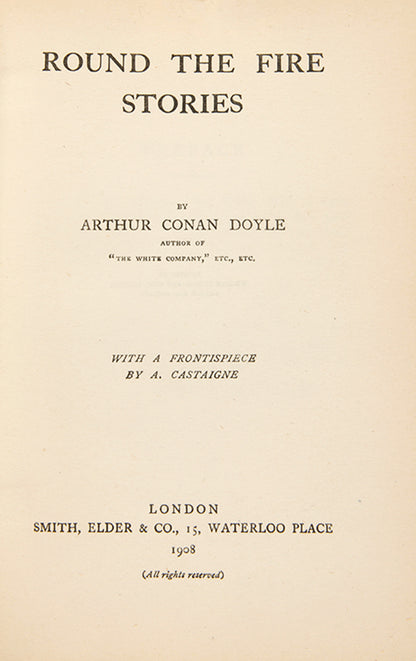 ROUND THE FIRE
STORIES
BY
ARTHUR CONAN DOYLE
AUTHOR OF
“THE WHITE COMPANY,” ETC., ETC.
WITH A FRONTISPIECE
BY A. CASTAIGNE
LONDON
SMITH, ELDER & CO., 15, WATERLOO PLACE
1908
(All rights reserved)